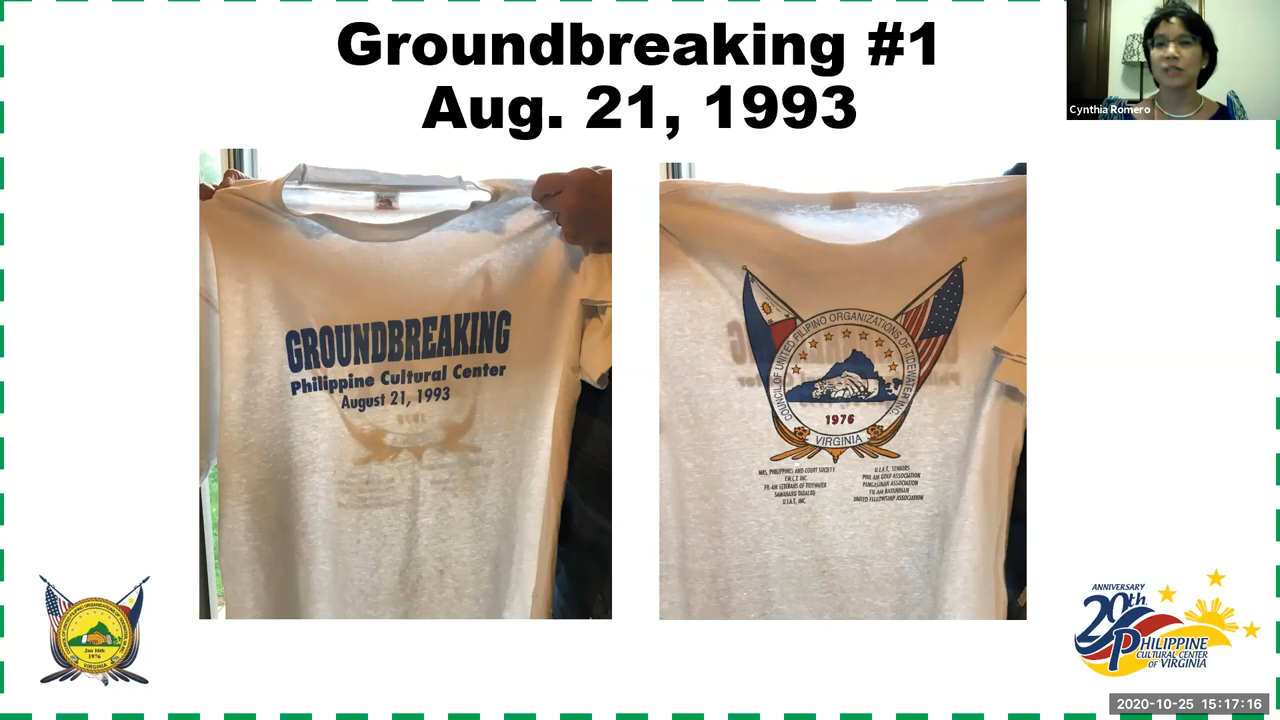 Groundbreaking #1
Aug. 21, 1993
Cynthia Romero
GROUNDBREAKING
Philippine Cultural Center
August 21, 1993
COUNCIL OF UNITED FILIPINO ORGANIZATIONS OF TIDEWATER INC.
1976
VIRGINIA
MRS. PHILIPPINES AND COURT SOCIETY
F.W.C.T. INC.
FIL-AM VETERANS OF TIDEWATER
SAMAHANG TAGALOG
U.I.A.T., INC.
U.I.A.T., SENIORS
PHIL-AM GOLF ASSOCIATION
PANGASINAN ASSOCIATION
FIL-AM BAYANIHAN
UNITED FELLOWSHIP ASSOCIATION
Jan 16th
1976
VIRGINIA
ANNIVERSARY
20th
PHILIPPINE
CULTURAL CENTER
OF VIRGINIA
2020-10-25 15:17:16